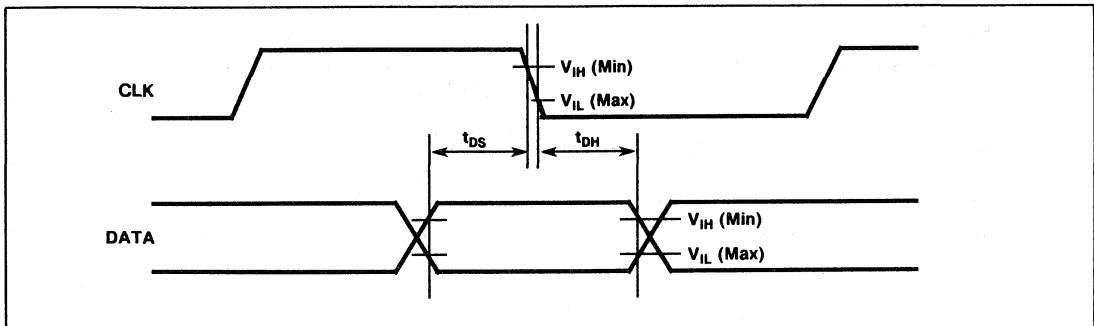 CLK
V_IH (Min)
V_IL (Max)
t_DS
t_DH
DATA
V_IH (Min)
V_IL (Max)